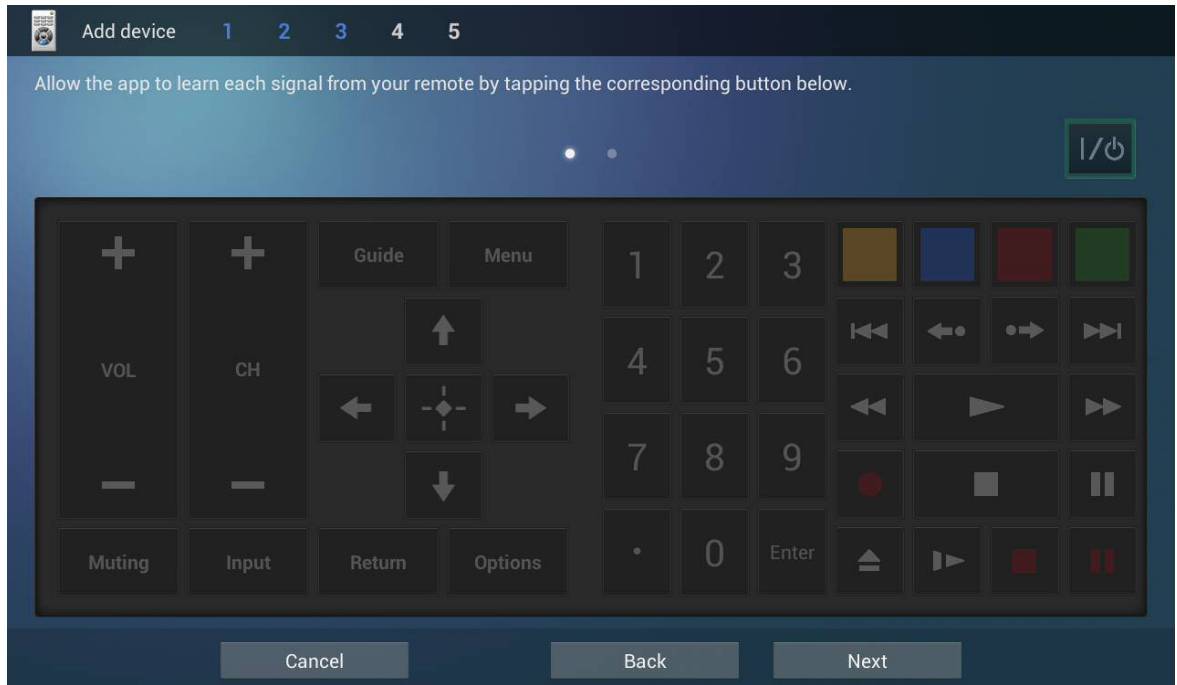 Add device 1 2 3 4 5
Allow the app to learn each signal from your remote by tapping the corresponding button below.
Guide Menu
1 2 3
VOL CH
4 5 6
7 8 9
Muting Input Return Options
. 0 Enter
Cancel Back Next